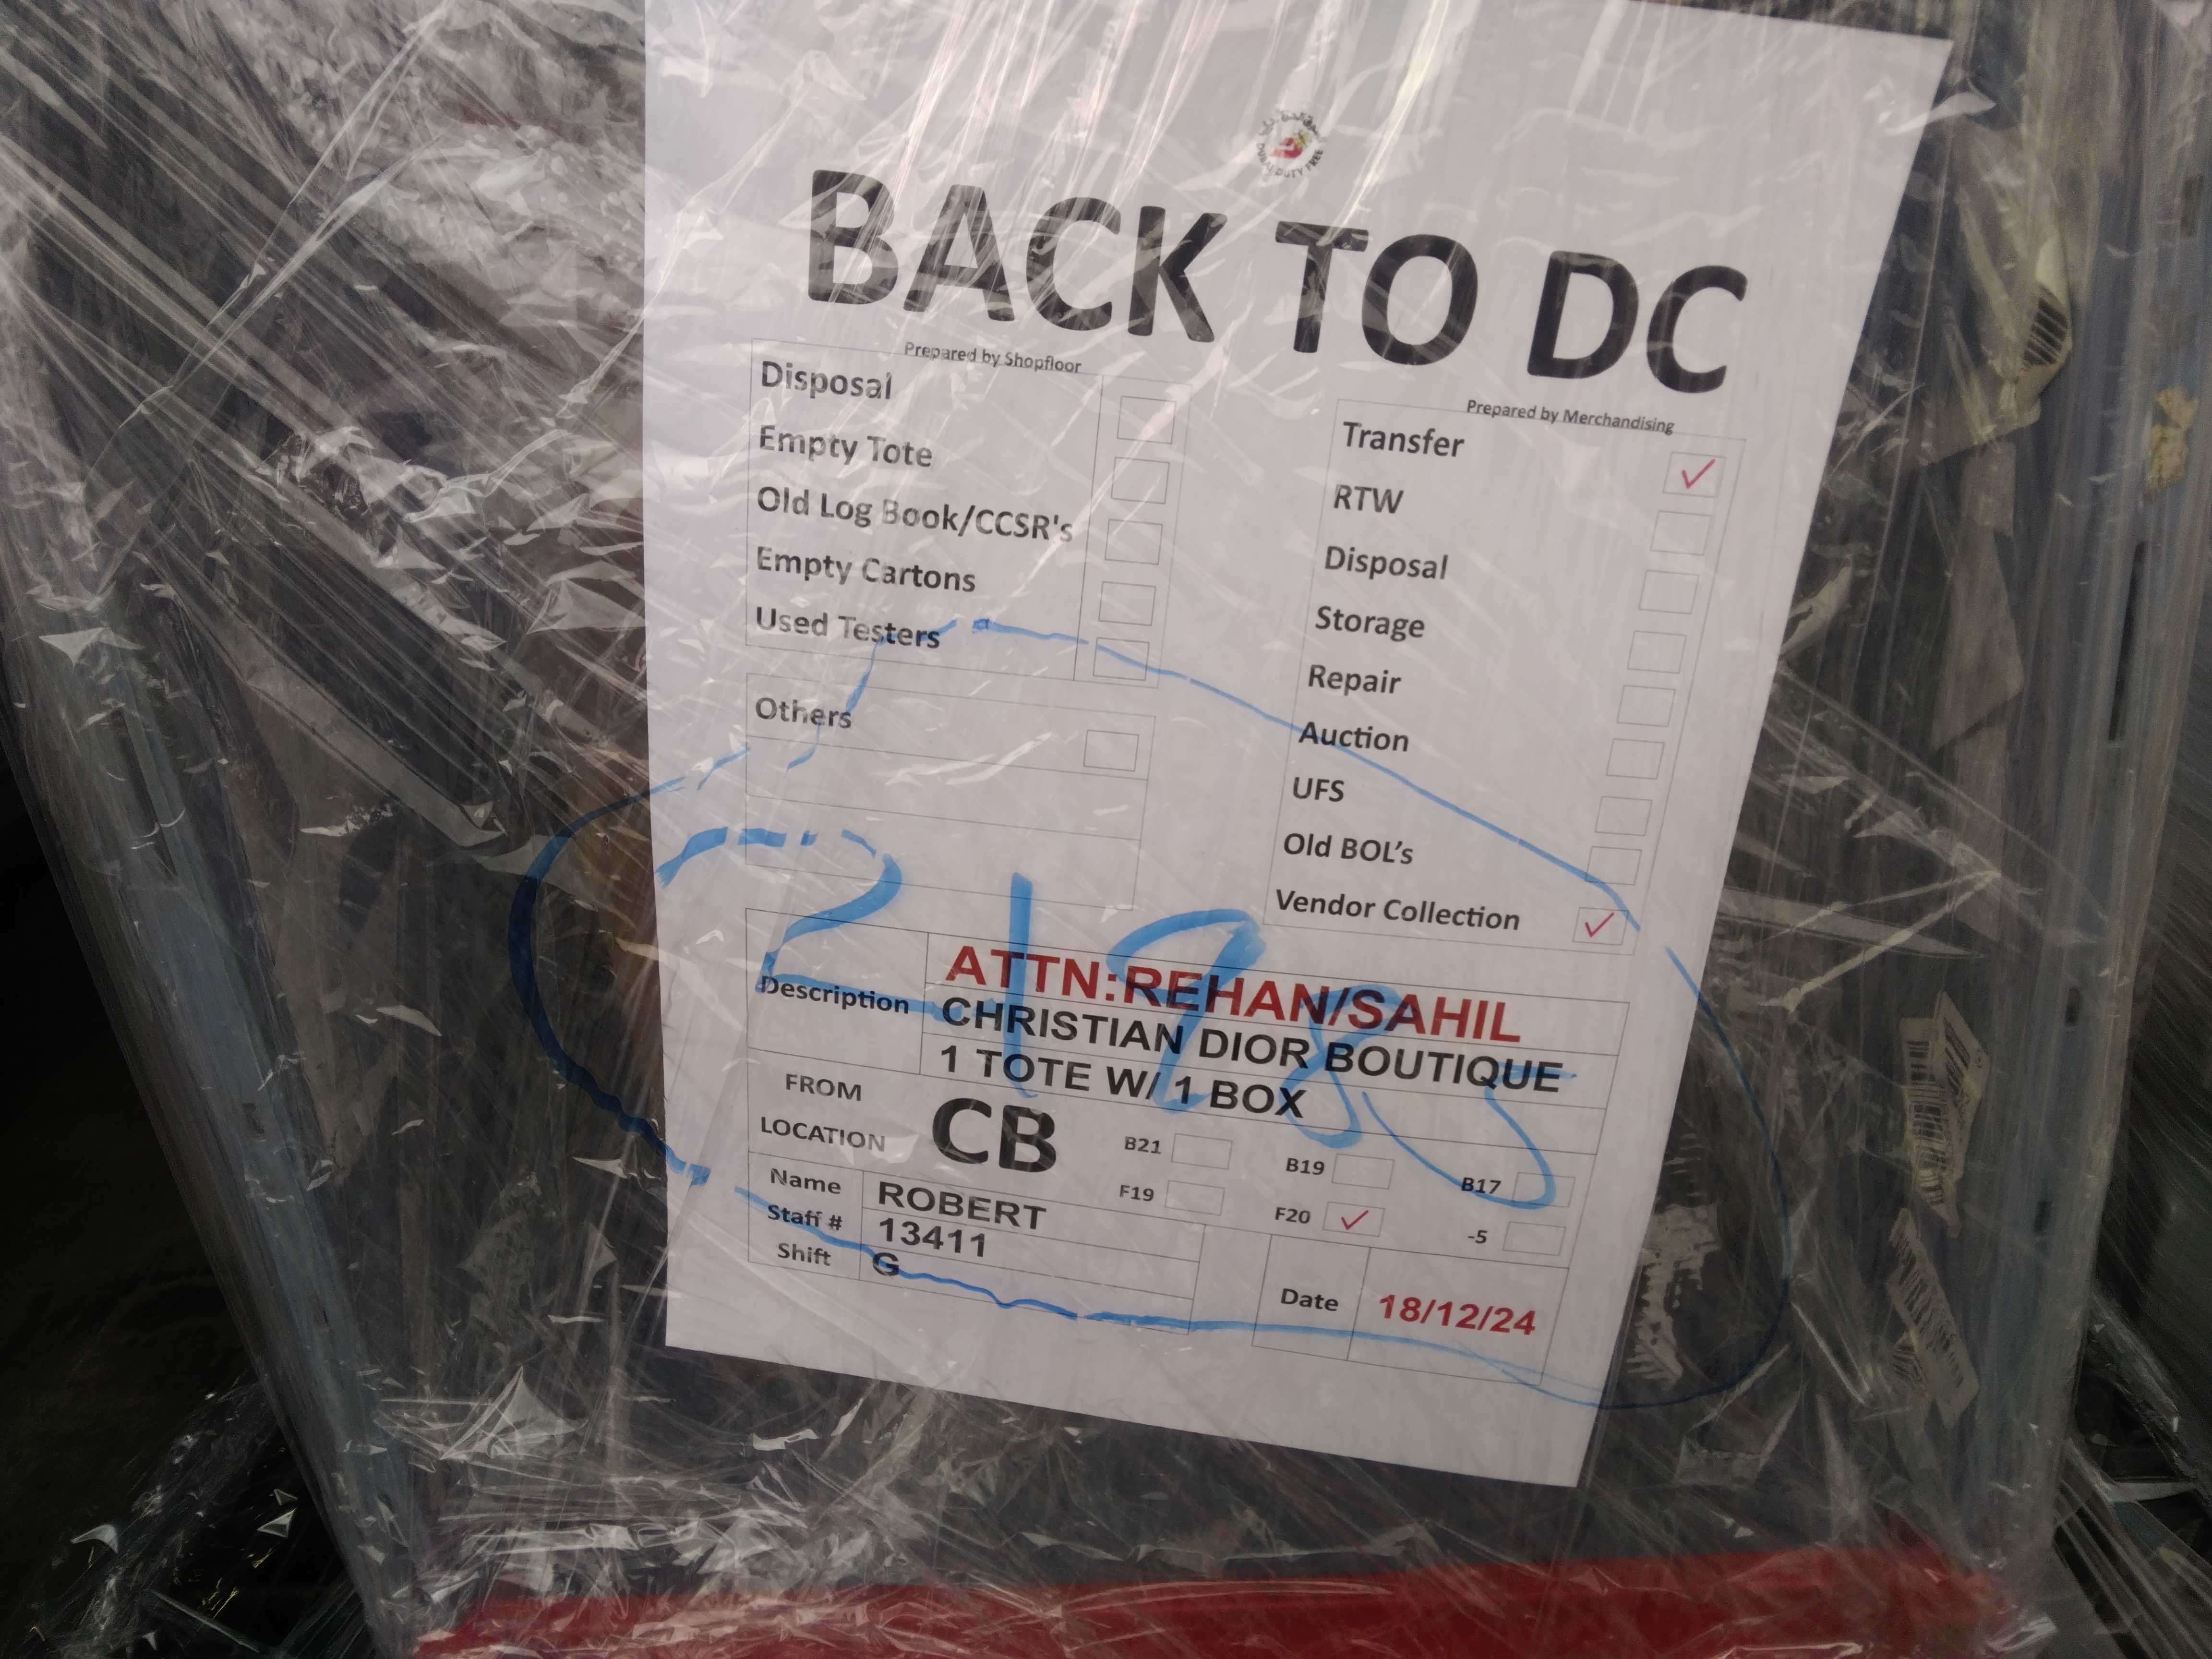 DUBAI DUTY FREE
BACK TO DC
Prepared by Shopfloor
Disposal
Empty Tote
Old Log Book/CCSR's
Empty Cartons
Used Testers
Others
Prepared by Merchandising
Transfer ✓
RTW
Disposal
Storage
Repair
Auction
UFS
Old BOL's
Vendor Collection ✓
Description
ATTN:REHAN/SAHIL
CHRISTIAN DIOR BOUTIQUE
1 TOTE W/ 1 BOX
FROM
LOCATION
CB
B21
B19
B17
F19
F20 ✓
-5
Name ROBERT
Staff # 13411
Shift G
Date 18/12/24